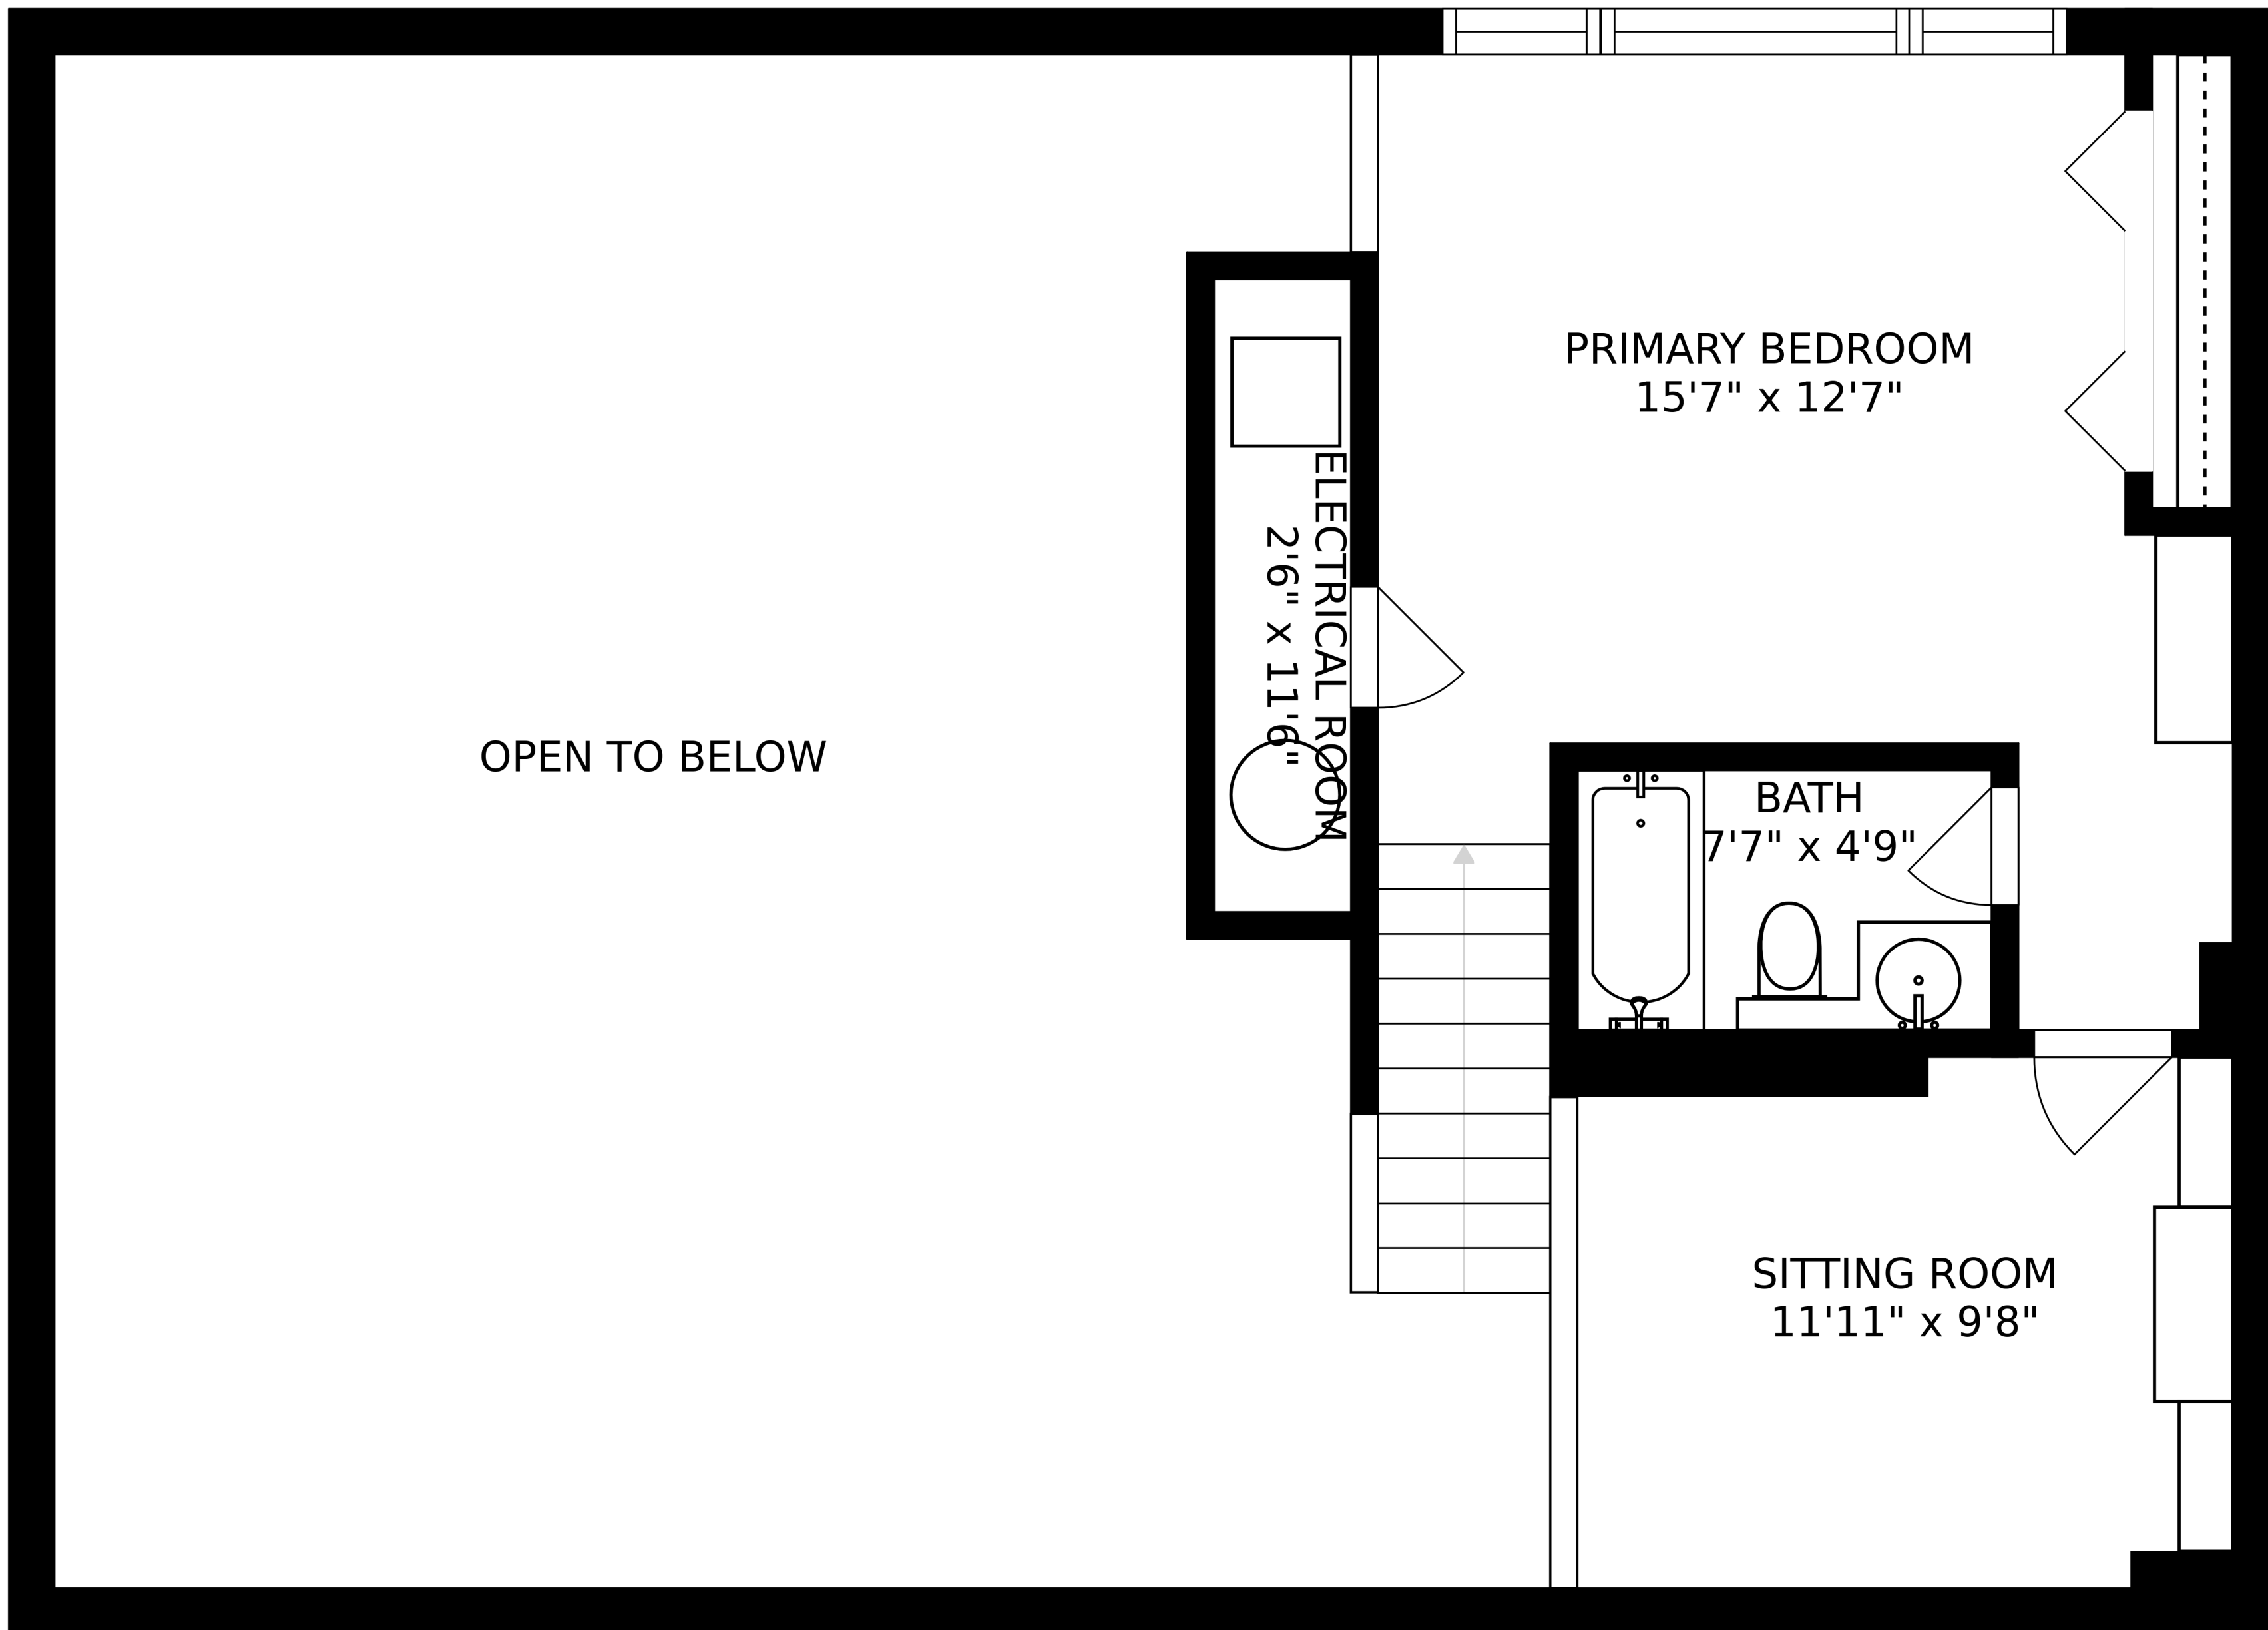 PRIMARY BEDROOM
15'7" x 12'7"
ELECTRICAL ROOM
2'6" x 11'6"
OPEN TO BELOW
BATH
7'7" x 4'9"
SITTING ROOM
11'11" x 9'8"